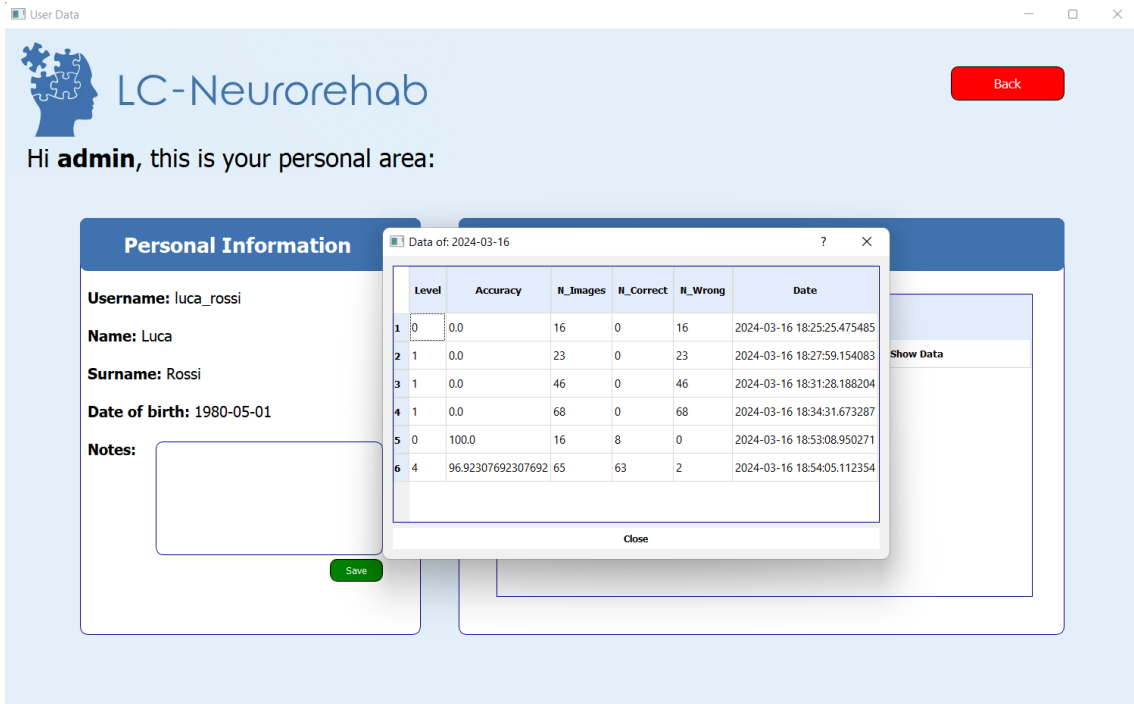 User Data
LC-Neurorehab
Back
Hi admin, this is your personal area:
Personal Information
Username: luca_rossi
Name: Luca
Surname: Rossi
Date of birth: 1980-05-01
Notes:
Save
Data of: 2024-03-16 ?
Level Accuracy N_Images N_Correct N_Wrong Date
1 0 0.0 16 0 16 2024-03-16 18:25:25.475485
2 1 0.0 23 0 23 2024-03-16 18:27:59.154083
3 1 0.0 46 0 46 2024-03-16 18:31:28.188204
4 1 0.0 68 0 68 2024-03-16 18:34:31.673287
5 0 100.0 16 8 0 2024-03-16 18:53:08.950271
6 4 96.92307692307692 65 63 2 2024-03-16 18:54:05.112354
Close
Show Data